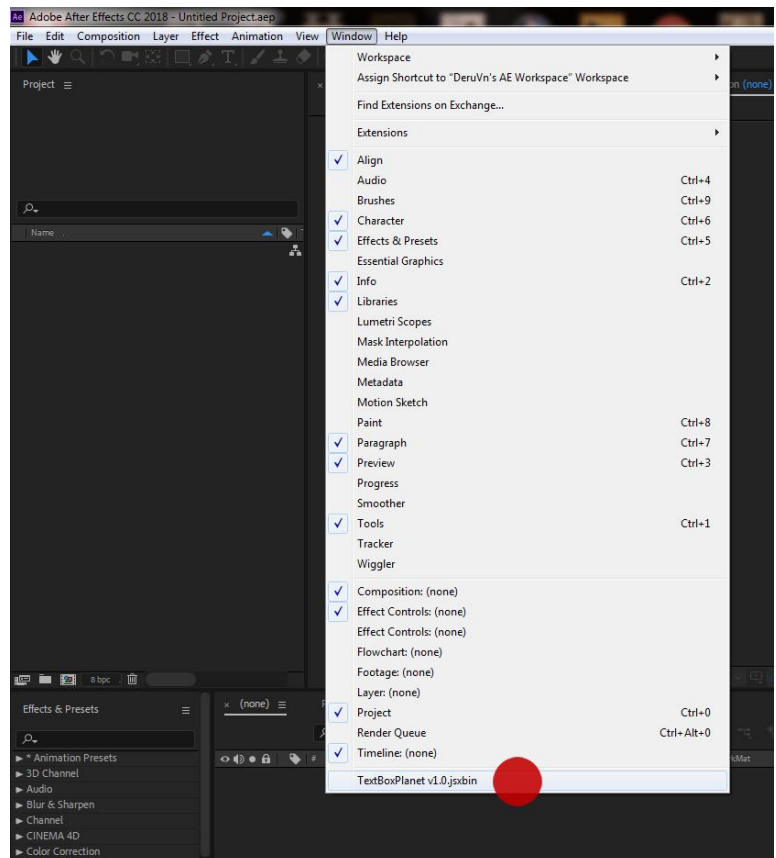 Ae Adobe After Effects CC 2018 - Untitled Project.aep
File Edit Composition Layer Effect Animation View Window Help
Project
Name
8 bpc
Effects & Presets
* Animation Presets
3D Channel
Audio
Blur & Sharpen
Channel
CINEMA 4D
Color Correction
(none)
#
Workspace
Assign Shortcut to "DeruVn's AE Workspace" Workspace
Find Extensions on Exchange...
Extensions
Align
Audio Ctrl+4
Brushes Ctrl+9
Character Ctrl+6
Effects & Presets Ctrl+5
Essential Graphics
Info Ctrl+2
Libraries
Lumetri Scopes
Mask Interpolation
Media Browser
Metadata
Motion Sketch
Paint Ctrl+8
Paragraph Ctrl+7
Preview Ctrl+3
Progress
Smoother
Tools Ctrl+1
Tracker
Wiggler
Composition: (none)
Effect Controls: (none)
Effect Controls: (none)
Flowchart: (none)
Footage: (none)
Layer: (none)
Project Ctrl+0
Render Queue Ctrl+Alt+0
Timeline: (none)
TextBoxPlanet v1.0.jsxbin
(none)